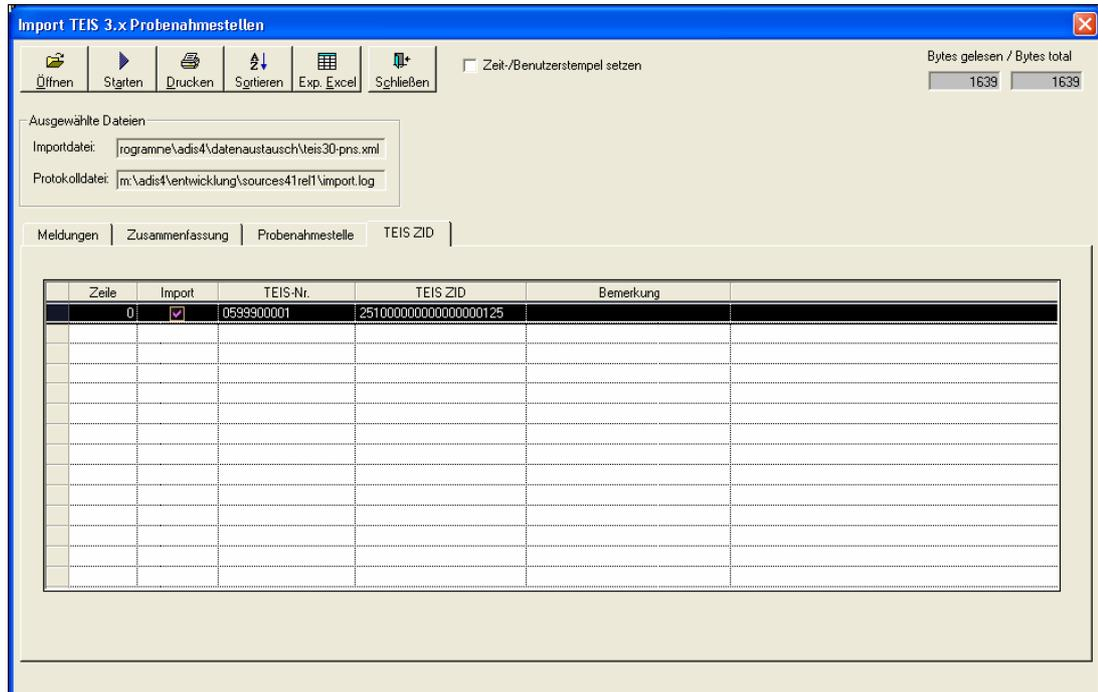 Import TEIS 3.x Probenahmestellen
Öffnen Starten Drucken Sortieren Exp. Excel Schließen
Zeit-/Benutzerstempel setzen
Bytes gelesen / Bytes total
1639 1639
Ausgewählte Dateien
Importdatei: rogramme\adis4\datenaustausch\teis30-pns.xml
Protokolldatei: m:\adis4\entwicklung\sources41rel1\import.log
Meldungen Zusammenfassung Probenahmestelle TEIS ZID
Zeile Import TEIS-Nr. TEIS ZID Bemerkung
0 0599900001 251000000000000000125